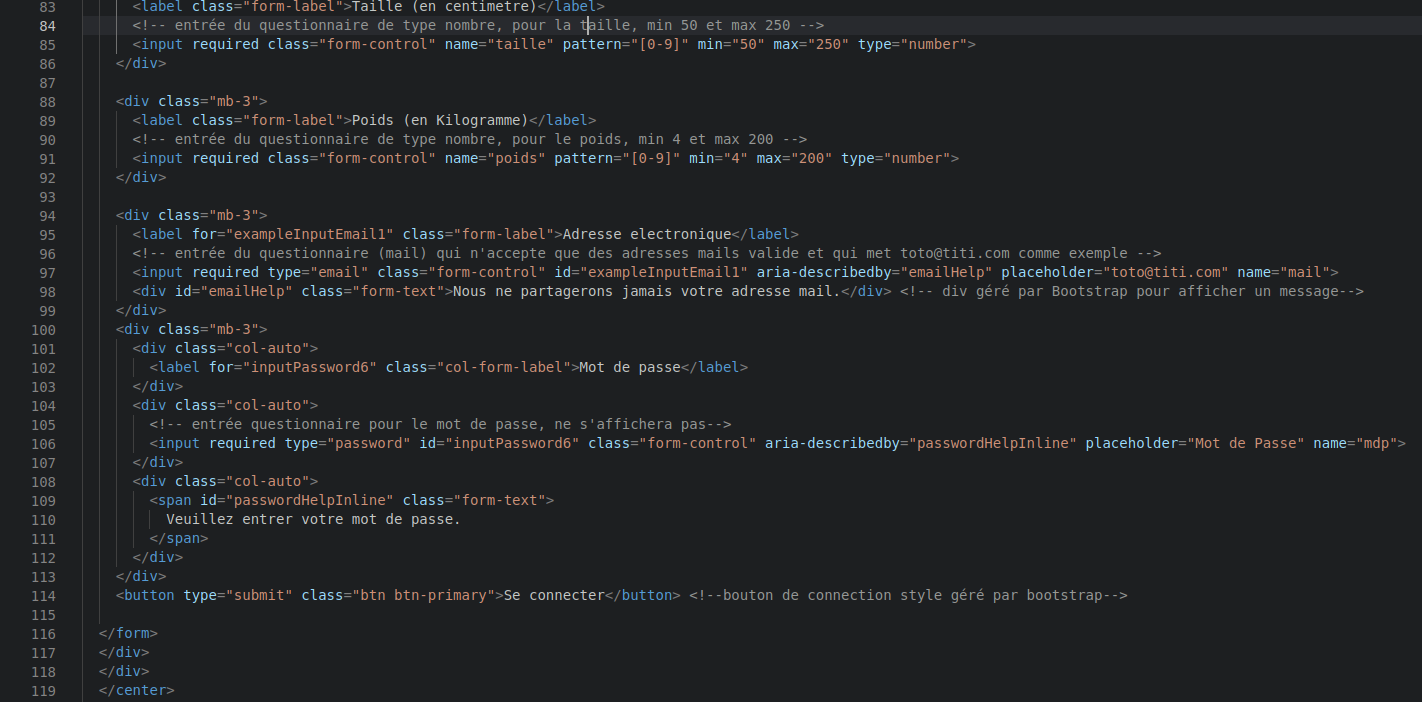 83 <label class="form-label">Taille (en centimetre)</label>
84 <!-- entrée du questionnaire de type nombre, pour la taille, min 50 et max 250 -->
85 <input required class="form-control" name="taille" pattern="[0-9]" min="50" max="250" type="number">
86 </div>
87
88 <div class="mb-3">
89 <label class="form-label">Poids (en Kilogramme)</label>
90 <!-- entrée du questionnaire de type nombre, pour le poids, min 4 et max 200 -->
91 <input required class="form-control" name="poids" pattern="[0-9]" min="4" max="200" type="number">
92 </div>
93
94 <div class="mb-3">
95 <label for="exampleInputEmail1" class="form-label">Adresse electronique</label>
96 <!-- entrée du questionnaire (mail) qui n'accepte que des adresses mails valide et qui met toto@titi.com comme exemple -->
97 <input required type="email" class="form-control" id="exampleInputEmail1" aria-describedby="emailHelp" placeholder="toto@titi.com" name="mail">
98 <div id="emailHelp" class="form-text">Nous ne partagerons jamais votre adresse mail.</div> <!-- div géré par Bootstrap pour afficher un message-->
99 </div>
100 <div class="mb-3">
101 <div class="col-auto">
102 <label for="inputPassword6" class="col-form-label">Mot de passe</label>
103 </div>
104 <div class="col-auto">
105 <!-- entrée questionnaire pour le mot de passe, ne s'affichera pas-->
106 <input required type="password" id="inputPassword6" class="form-control" aria-describedby="passwordHelpInline" placeholder="Mot de Passe" name="mdp">
107 </div>
108 <div class="col-auto">
109 <span id="passwordHelpInline" class="form-text">
110 Veuillez entrer votre mot de passe.
111 </span>
112 </div>
113 </div>
114 <button type="submit" class="btn btn-primary">Se connecter</button> <!--bouton de connection style géré par bootstrap-->
115
116 </form>
117 </div>
118 </div>
119 </center>